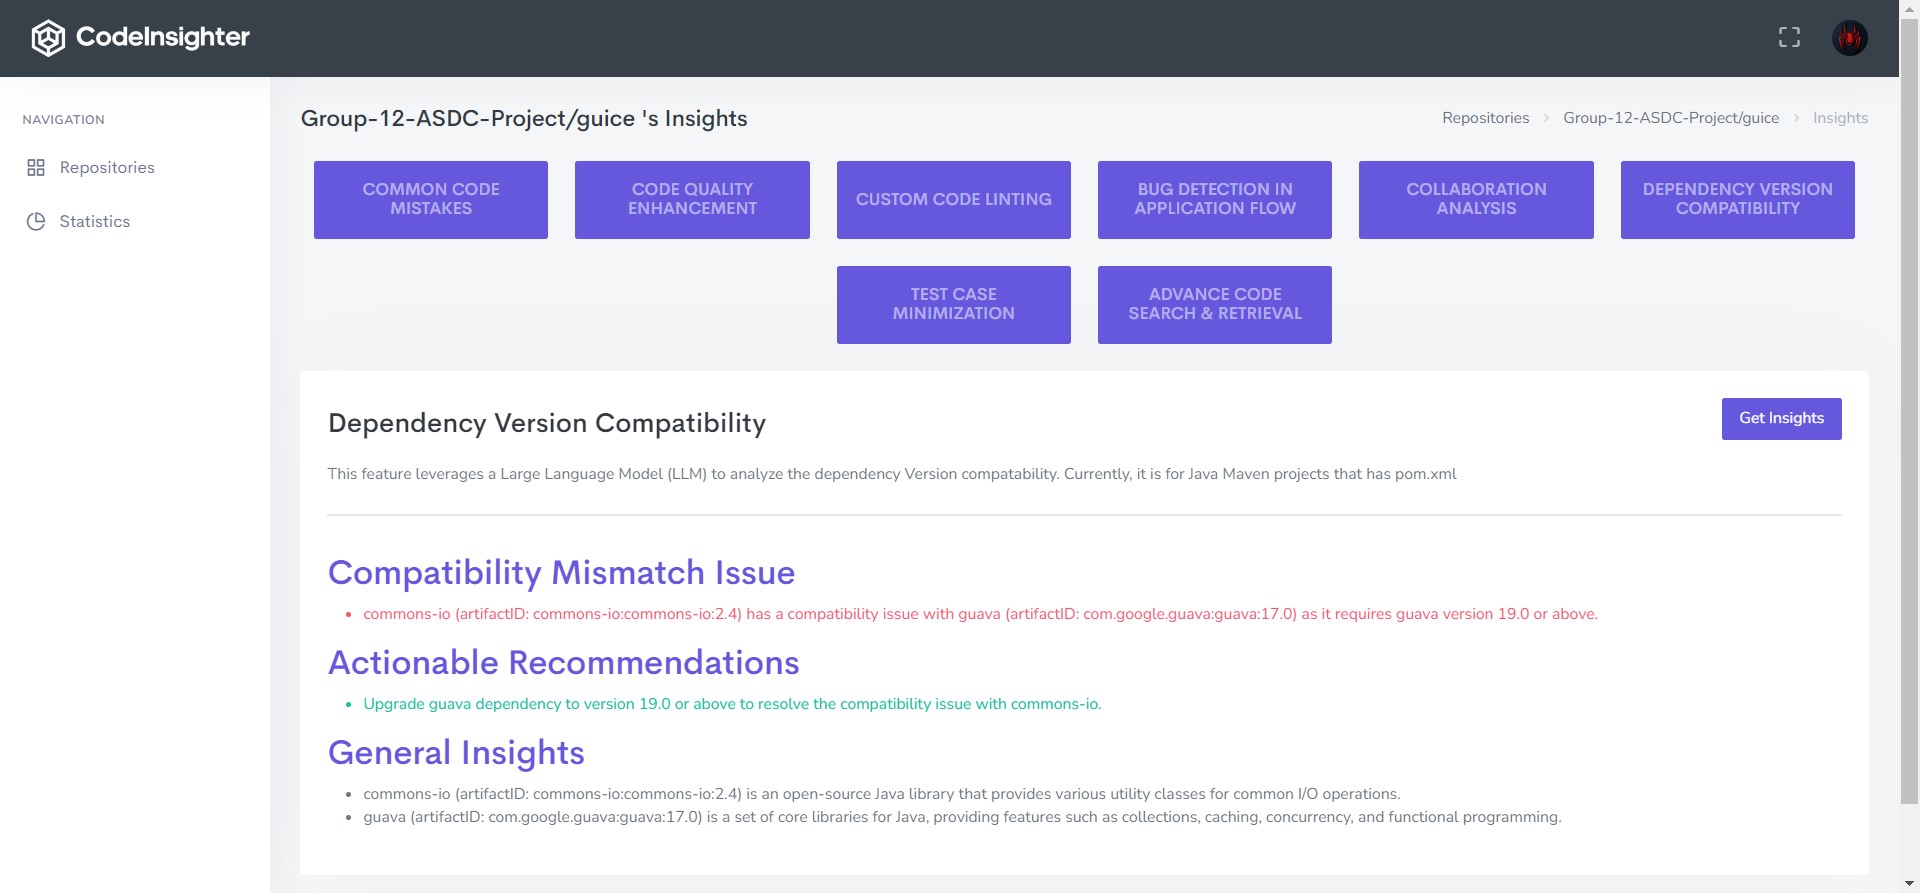 CodeInsighter
NAVIGATION
Repositories
Statistics
Group-12-ASDC-Project/guice 's Insights
Repositories > Group-12-ASDC-Project/guice > Insights
COMMON CODE
MISTAKES
CODE QUALITY
ENHANCEMENT
CUSTOM CODE LINTING
BUG DETECTION IN
APPLICATION FLOW
COLLABORATION
ANALYSIS
DEPENDENCY VERSION
COMPATIBILITY
TEST CASE
MINIMIZATION
ADVANCE CODE
SEARCH & RETRIEVAL
Dependency Version Compatibility
Get Insights
This feature leverages a Large Language Model (LLM) to analyze the dependency Version compatability. Currently, it is for Java Maven projects that has pom.xml
Compatibility Mismatch Issue
• commons-io (artifactID: commons-io:commons-io:2.4) has a compatibility issue with guava (artifactID: com.google.guava:guava:17.0) as it requires guava version 19.0 or above.
Actionable Recommendations
• Upgrade guava dependency to version 19.0 or above to resolve the compatibility issue with commons-io.
General Insights
• commons-io (artifactID: commons-io:commons-io:2.4) is an open-source Java library that provides various utility classes for common I/O operations.
• guava (artifactID: com.google.guava:guava:17.0) is a set of core libraries for Java, providing features such as collections, caching, concurrency, and functional programming.